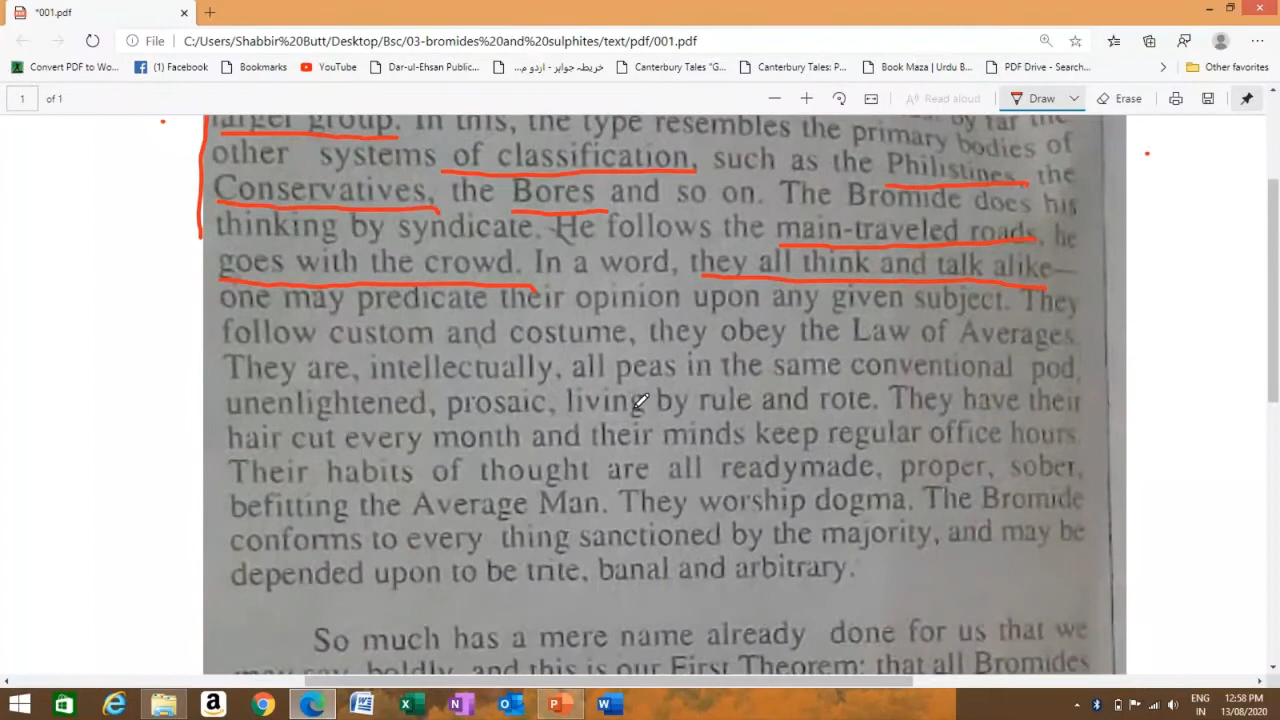 *001.pdf
File C:/Users/Shabbir%20Butt/Desktop/Bsc/03-bromides%20and%20sulphites/text/pdf/001.pdf
Convert PDF to Wo... (1) Facebook Bookmarks YouTube Dar-ul-Ehsan Public... خریطہ جواہر - اردو م... Canterbury Tales "G... Canterbury Tales: P... Book Maza | Urdu B... PDF Drive - Search... Other favorites
1 of 1 Read aloud Draw Erase
larger group. In this, the type resembles the primary bodies of
other systems of classification, such as the Philistines, the
Conservatives, the Bores and so on. The Bromide does his
thinking by syndicate. He follows the main-traveled roads, he
goes with the crowd. In a word, they all think and talk alike—
one may predicate their opinion upon any given subject. They
follow custom and costume, they obey the Law of Averages.
They are, intellectually, all peas in the same conventional pod,
unenlightened, prosaic, living by rule and rote. They have their
hair cut every month and their minds keep regular office hours.
Their habits of thought are all readymade, proper, sober,
befitting the Average Man. They worship dogma. The Bromide
conforms to every thing sanctioned by the majority, and may be
depended upon to be trite, banal and arbitrary.
So much has a mere name already done for us that we
may say, boldly, and this is our First Theorem: that all Bromides
ENG 12:58 PM
IN 13/08/2020